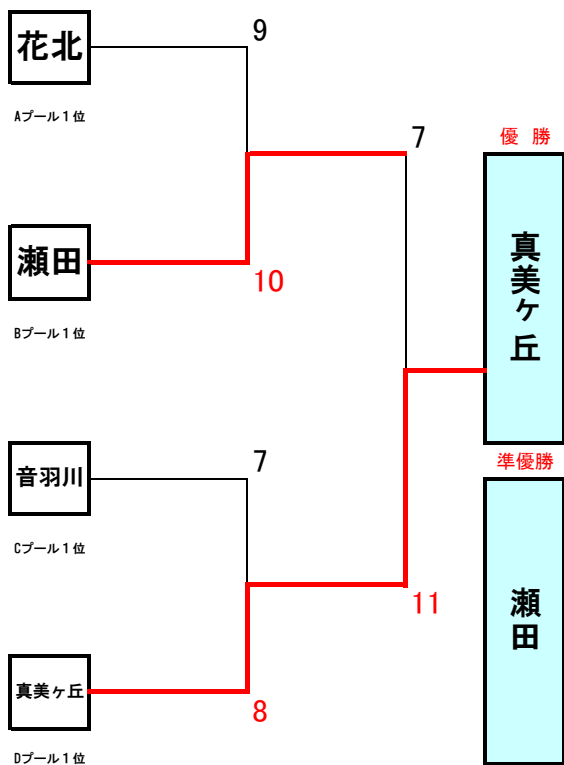 花北
9
Aプール1位
7
優 勝
真美ヶ丘
瀬田
10
Bプール1位
音羽川
7
Cプール1位
準優勝
瀬田
11
真美ヶ丘
8
Dプール1位